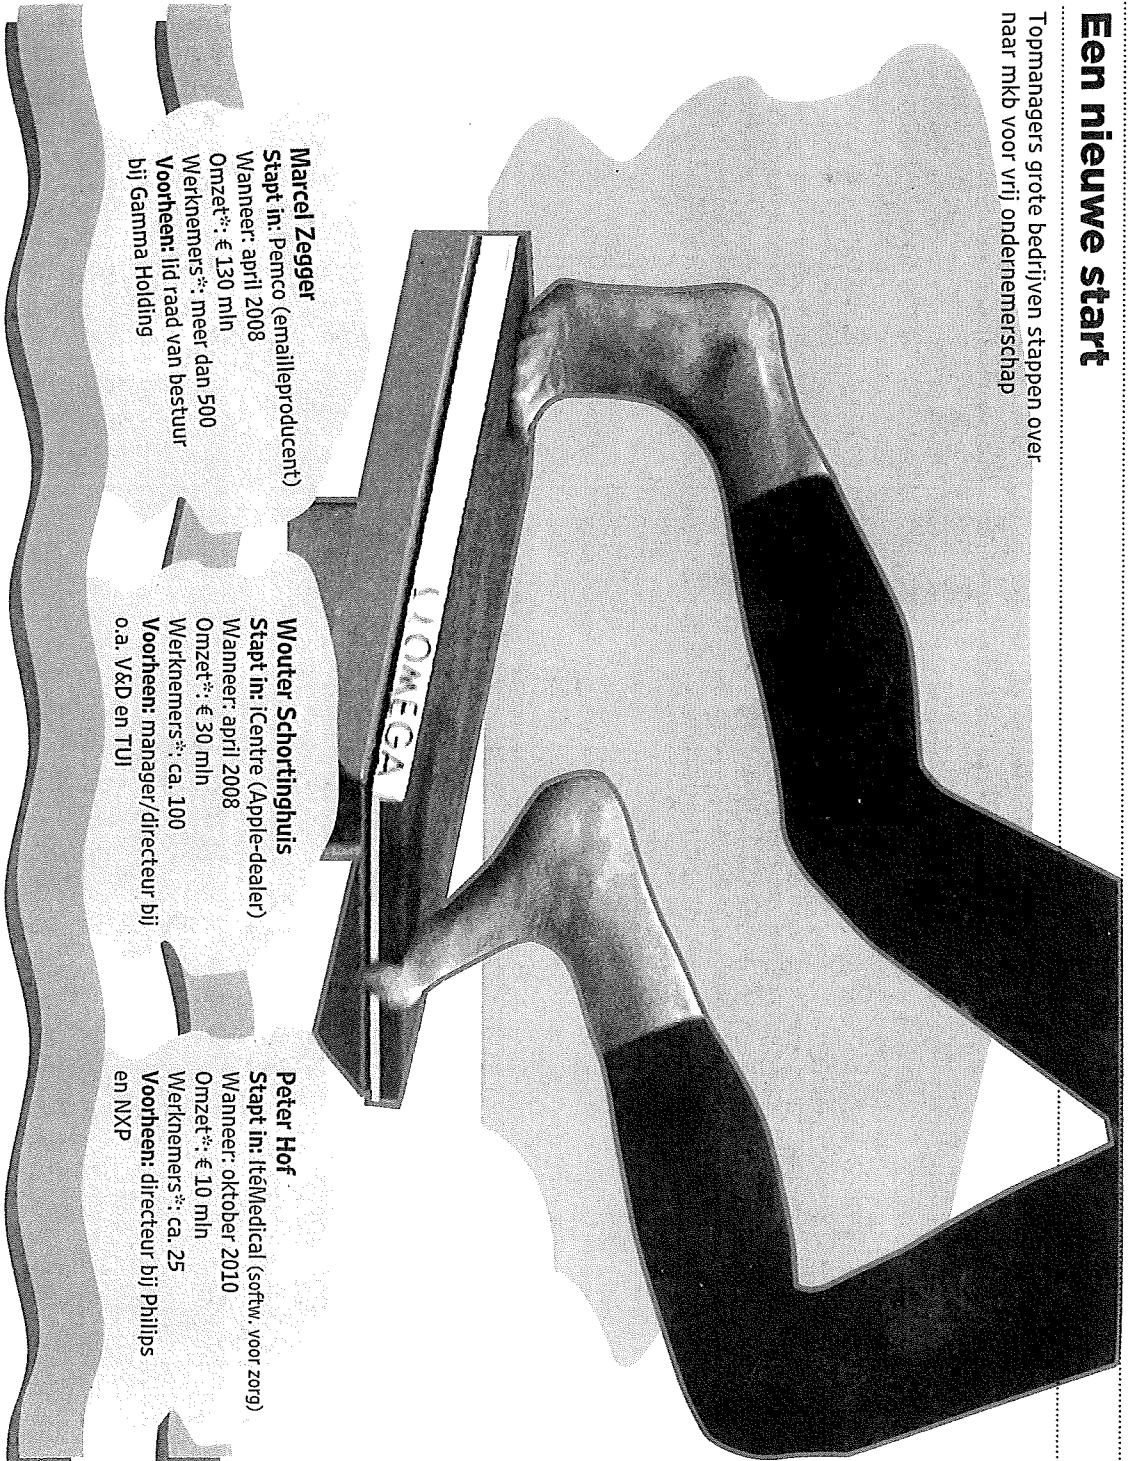 Een nieuwe start
Topmanagers grote bedrijven stappen over
naar mkb voor vrij ondernemerschap
OMEGA
Marcel Zegger
Stapt in: Pemco (emailleproducent)
Wanneer: april 2008
Omzet*: € 130 mln
Werknemers*: meer dan 500
Voorheen: lid raad van bestuur
bij Gamma Holding
Wouter Schortinghuis
Stapt in: iCentre (Apple-dealer)
Wanneer: april 2008
Omzet*: € 30 mln
Werknemers*: ca. 100
Voorheen: manager/directeur bij
o.a. V&D en TUI
Peter Hof
Stapt in: ItéMedical (softw. voor zorg)
Wanneer: oktober 2010
Omzet*: € 10 mln
Werknemers*: ca. 25
Voorheen: directeur bij Philips
en NXP